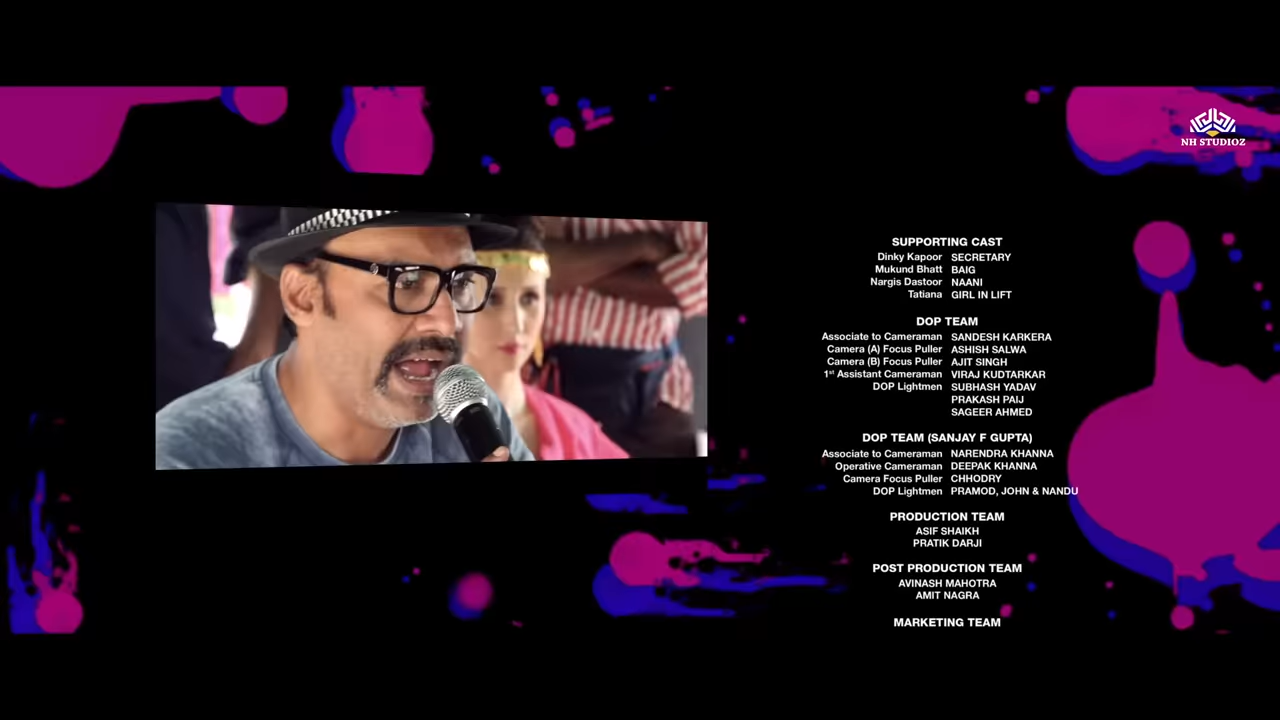 NH STUDIOZ
SUPPORTING CAST
Dinky Kapoor SECRETARY
Mukund Bhatt BAIG
Nargis Dastoor NAANI
Tatiana GIRL IN LIFT
DOP TEAM
Associate to Cameraman SANDESH KARKERA
Camera (A) Focus Puller ASHISH SALWA
Camera (B) Focus Puller AJIT SINGH
1st Assistant Cameraman VIRAJ KUDTARKAR
DOP Lightmen SUBHASH YADAV
PRAKASH PAIJ
SAGEER AHMED
DOP TEAM (SANJAY F GUPTA)
Associate to Cameraman NARENDRA KHANNA
Operative Cameraman DEEPAK KHANNA
Camera Focus Puller CHHODRY
DOP Lightmen PRAMOD, JOHN & NANDU
PRODUCTION TEAM
ASIF SHAIKH
PRATIK DARJI
POST PRODUCTION TEAM
AVINASH MAHOTRA
AMIT NAGRA
MARKETING TEAM